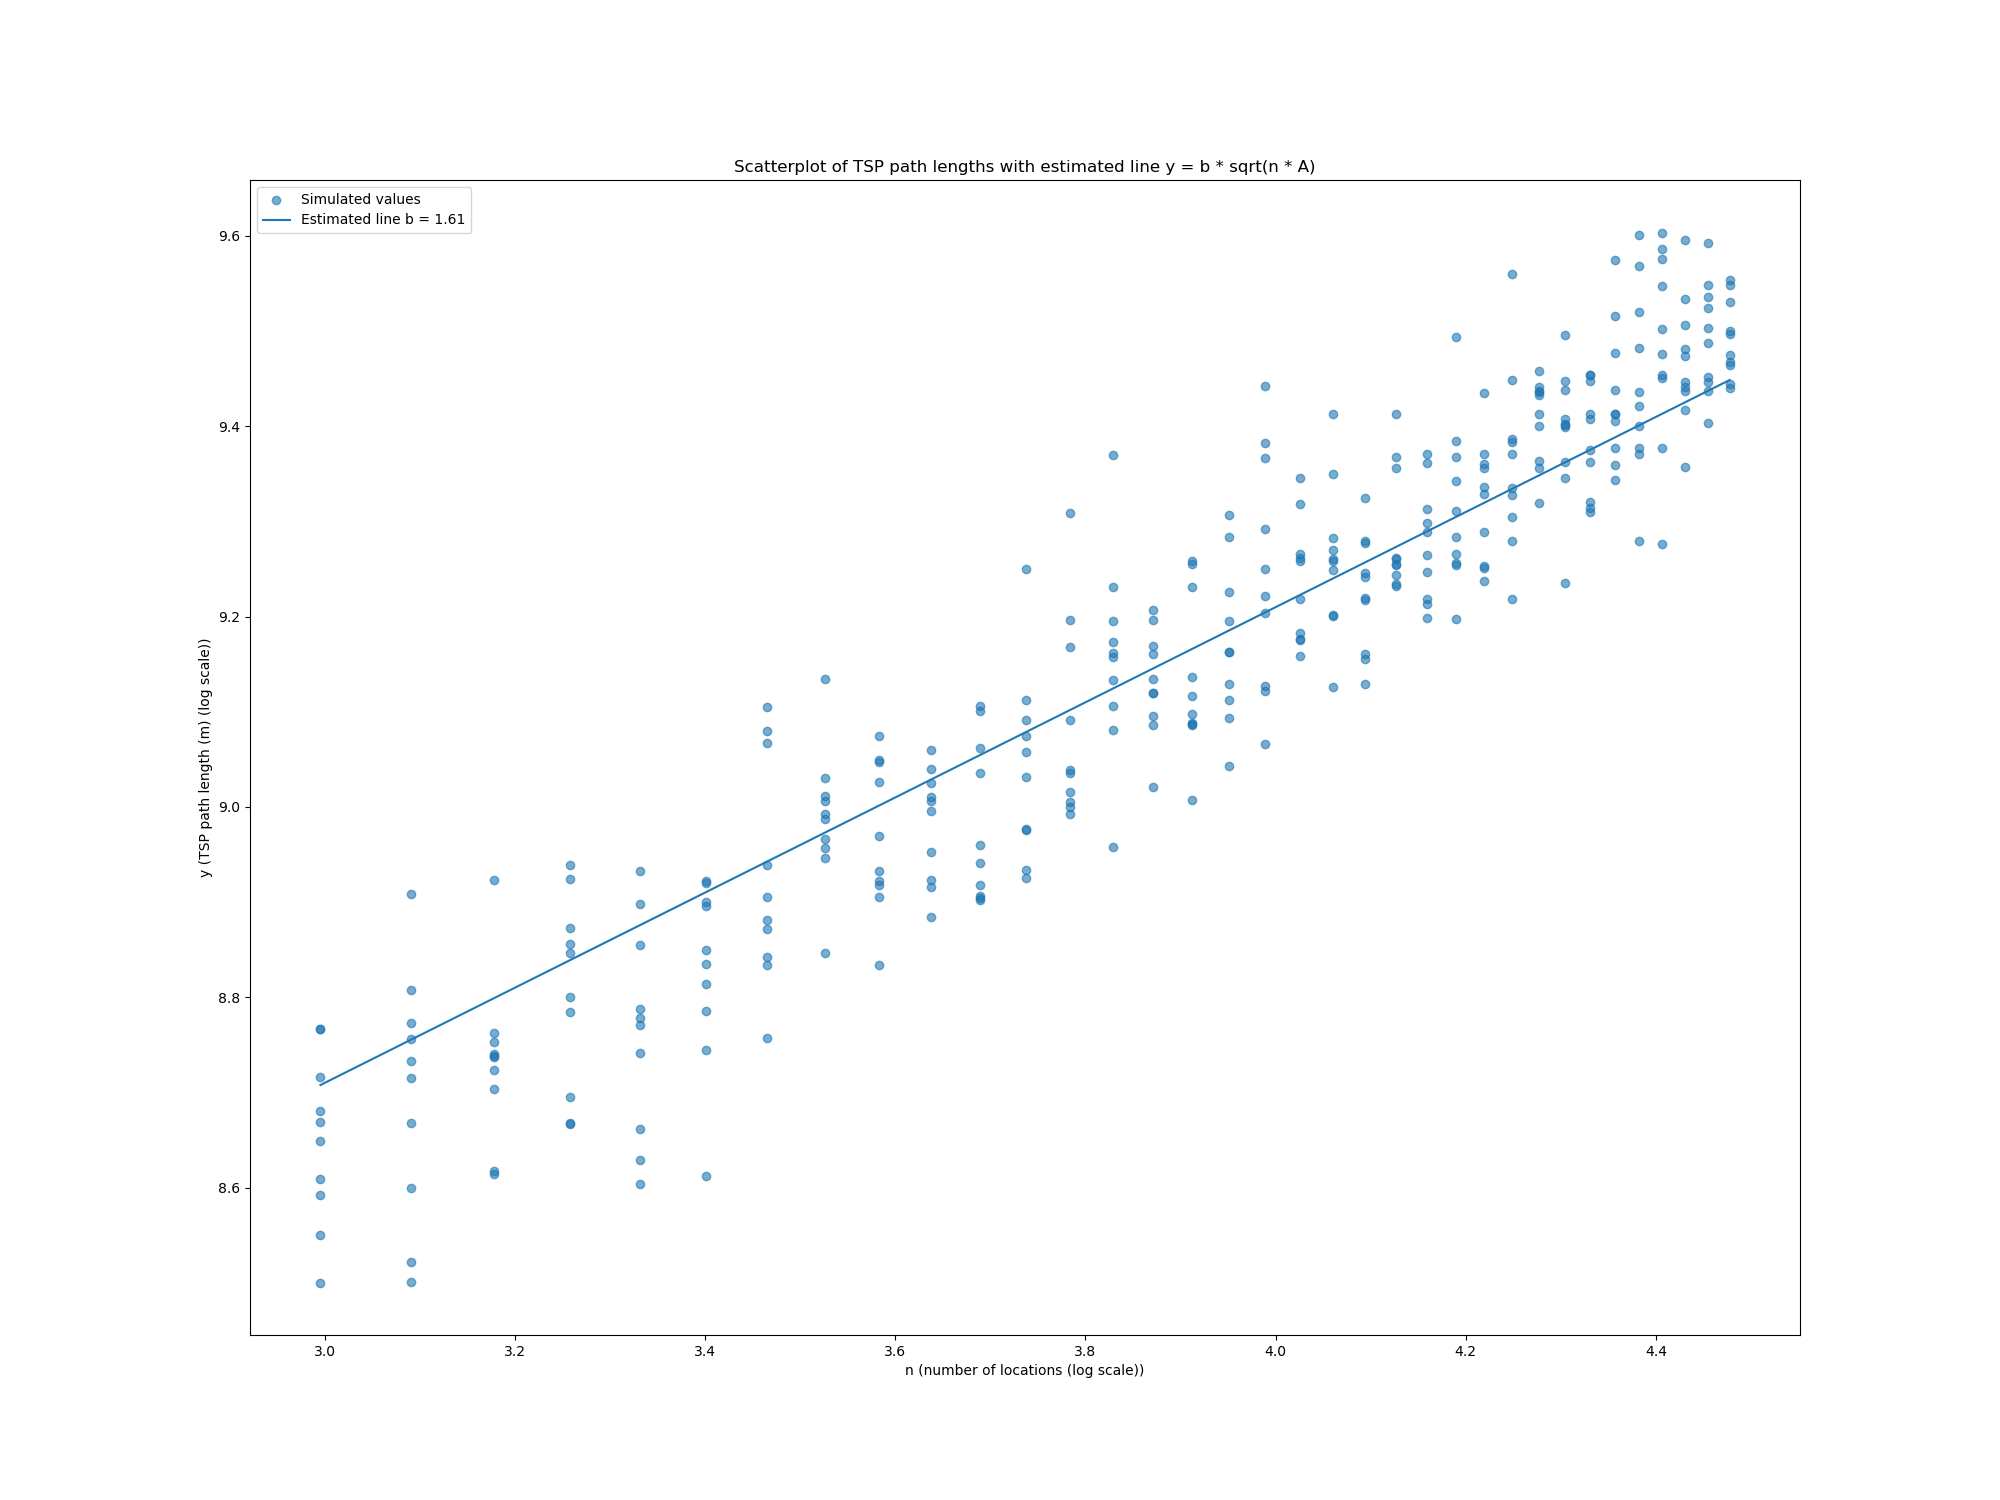 Scatterplot of TSP path lengths with estimated line y = b * sqrt(n * A)
Simulated values
Estimated line b = 1.61
9.6
9.4
9.2
9.0
8.8
8.6
y (TSP path length (m) (log scale))
3.0 3.2 3.4 3.6 3.8 4.0 4.2 4.4
n (number of locations (log scale))